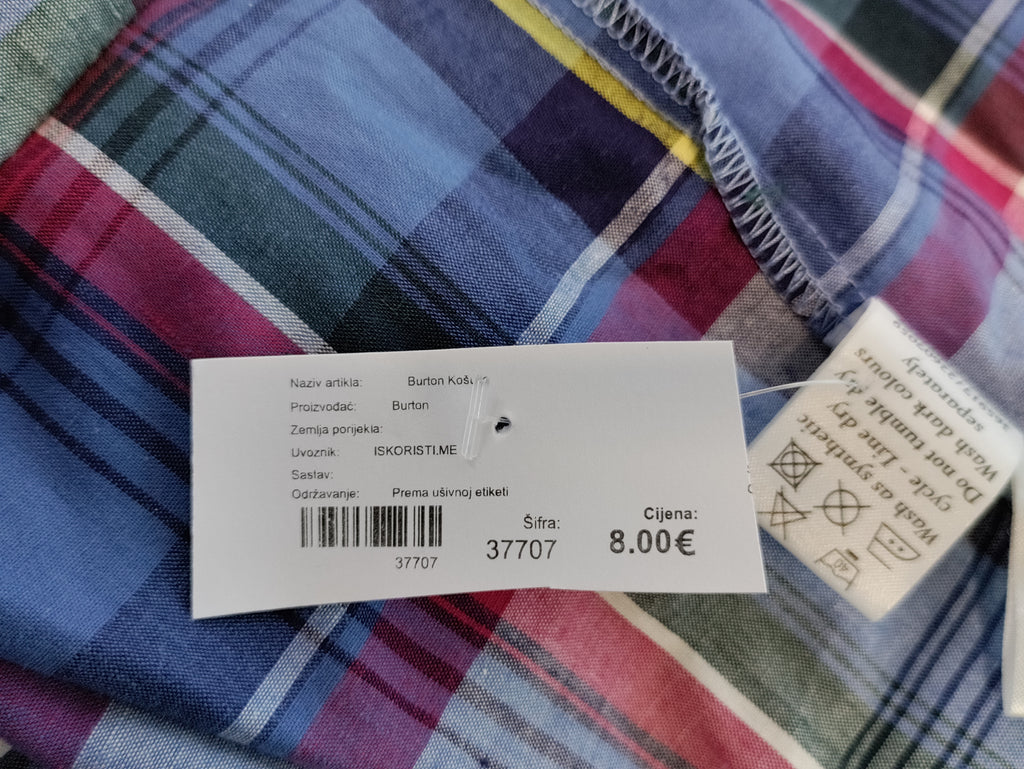 Naziv artikla: Burton
Proizvođač: Burton
Zemlja porijekla:
Uvoznik: ISKORISTI.ME
Sastav:
Održavanje: Prema ušivnoj etiketi
37707
Šifra:
37707
Cijena:
8.00€
Wash as synthetic
cycle - Line dry
Do not tumble dry
Wash dark colours
separately
40